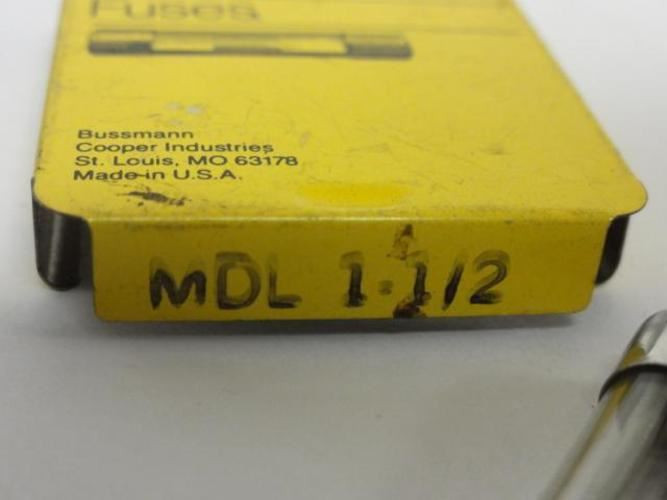 Fuses
Bussmann
Cooper Industries
St. Louis, MO 63178
Made in U.S.A.
MDL 1-1/2